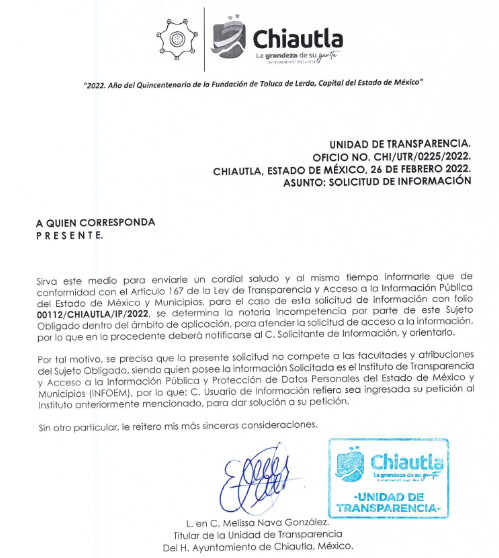 Chiautla
La grandeza de su gente
"2022. Año del Quincentenario de la Fundación de Toluca de Lerdo, Capital del Estado de México"
UNIDAD DE TRANSPARENCIA.
OFICIO NO. CHI/UTR/0225/2022.
CHIAUTLA, ESTADO DE MÉXICO, 26 DE FEBRERO 2022.
ASUNTO: SOLICITUD DE INFORMACIÓN
A QUIEN CORRESPONDA
P R E S E N T E.
Sirva este medio para enviarle un cordial saludo y al mismo tiempo informarle que de
conformidad con el Articulo 167 de la Ley de Transparencia y Acceso a la Información Pública
del Estado de México y Municipios, para el caso de esta solicitud de información con folio
00112/CHIAUTLA/IP/2022, se determina la notoria incompetencia por parte de este Sujeto
Obligado dentro del ámbito de aplicación, para atender la solicitud de acceso a la información,
por lo que en lo procedente deberá notificarse al C. Solicitante de Información, y orientarlo.
Por tal motivo, se precisa que la presente solicitud no compete a las facultades y atribuciones
del Sujeto Obligado, siendo quien posee la información Solicitada es el Instituto de Transparencia
y Acceso a la Información Pública y Protección de Datos Personales del Estado de México y
Municipios (INFOEM), por lo que; C. Usuario de Información refiero sea ingresada su petición al
Instituto anteriormente mencionado, para dar solución a su petición.
Sin otro particular, le reitero mis más sinceras consideraciones.
Chiautla
La grandeza de su gente
-UNIDAD DE
TRANSPARENCIA-
L. en C. Melissa Nava González.
Titular de la Unidad de Transparencia
Del H. Ayuntamiento de Chiautla, México.